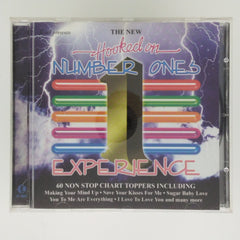 THE NEW
Hooked on
NUMBER ONES
1
EXPERIENCE
60 NON STOP CHART TOPPERS INCLUDING
Making Your Mind Up • Save Your Kisses For Me • Sugar Baby Love
You To Me Are Everything • I Love To Love You and many more